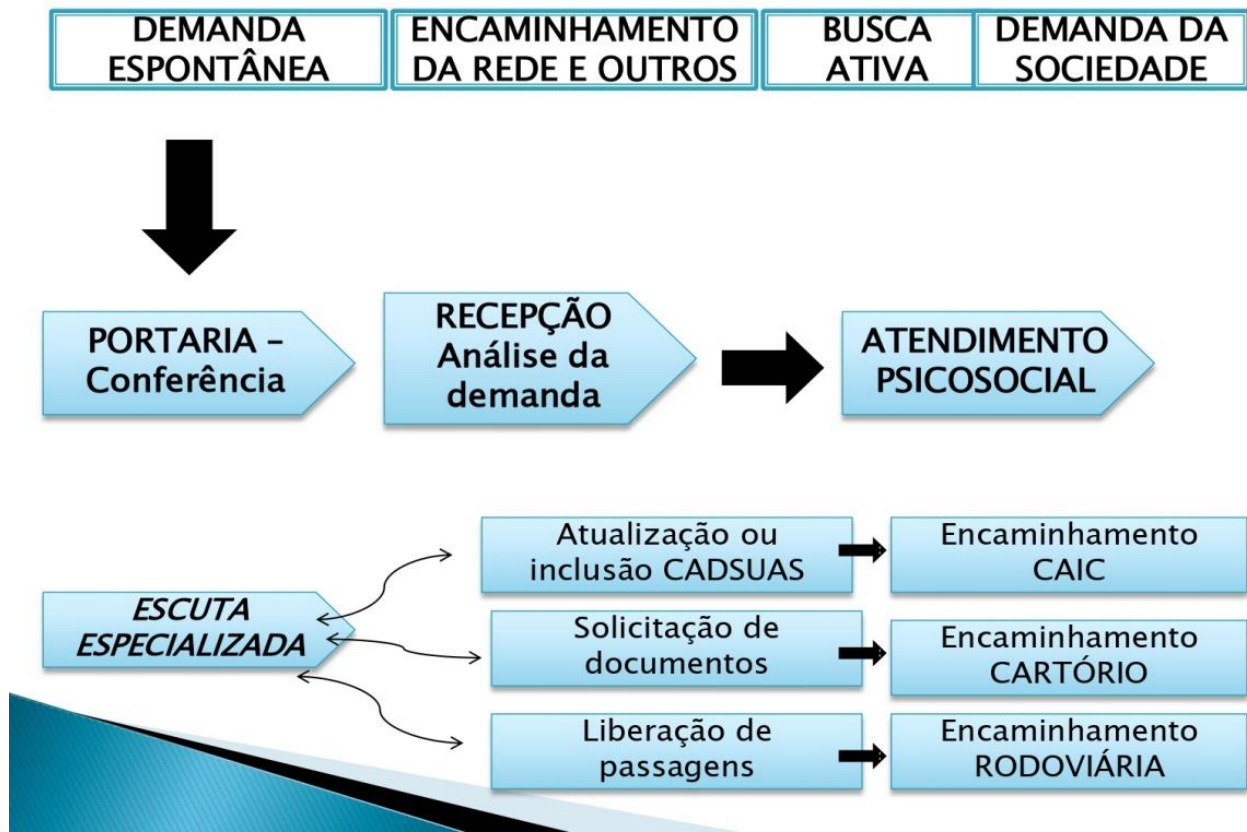 DEMANDA
ESPONTÂNEA
ENCAMINHAMENTO
DA REDE E OUTROS
BUSCA
ATIVA
DEMANDA DA
SOCIEDADE
PORTARIA –
Conferência
RECEPÇÃO
Análise da
demanda
ATENDIMENTO
PSICOSOCIAL
ESCUTA
ESPECIALIZADA
Atualização ou
inclusão CADSUAS
Encaminhamento
CAIC
Solicitação de
documentos
Encaminhamento
CARTÓRIO
Liberação de
passagens
Encaminhamento
RODOVIÁRIA